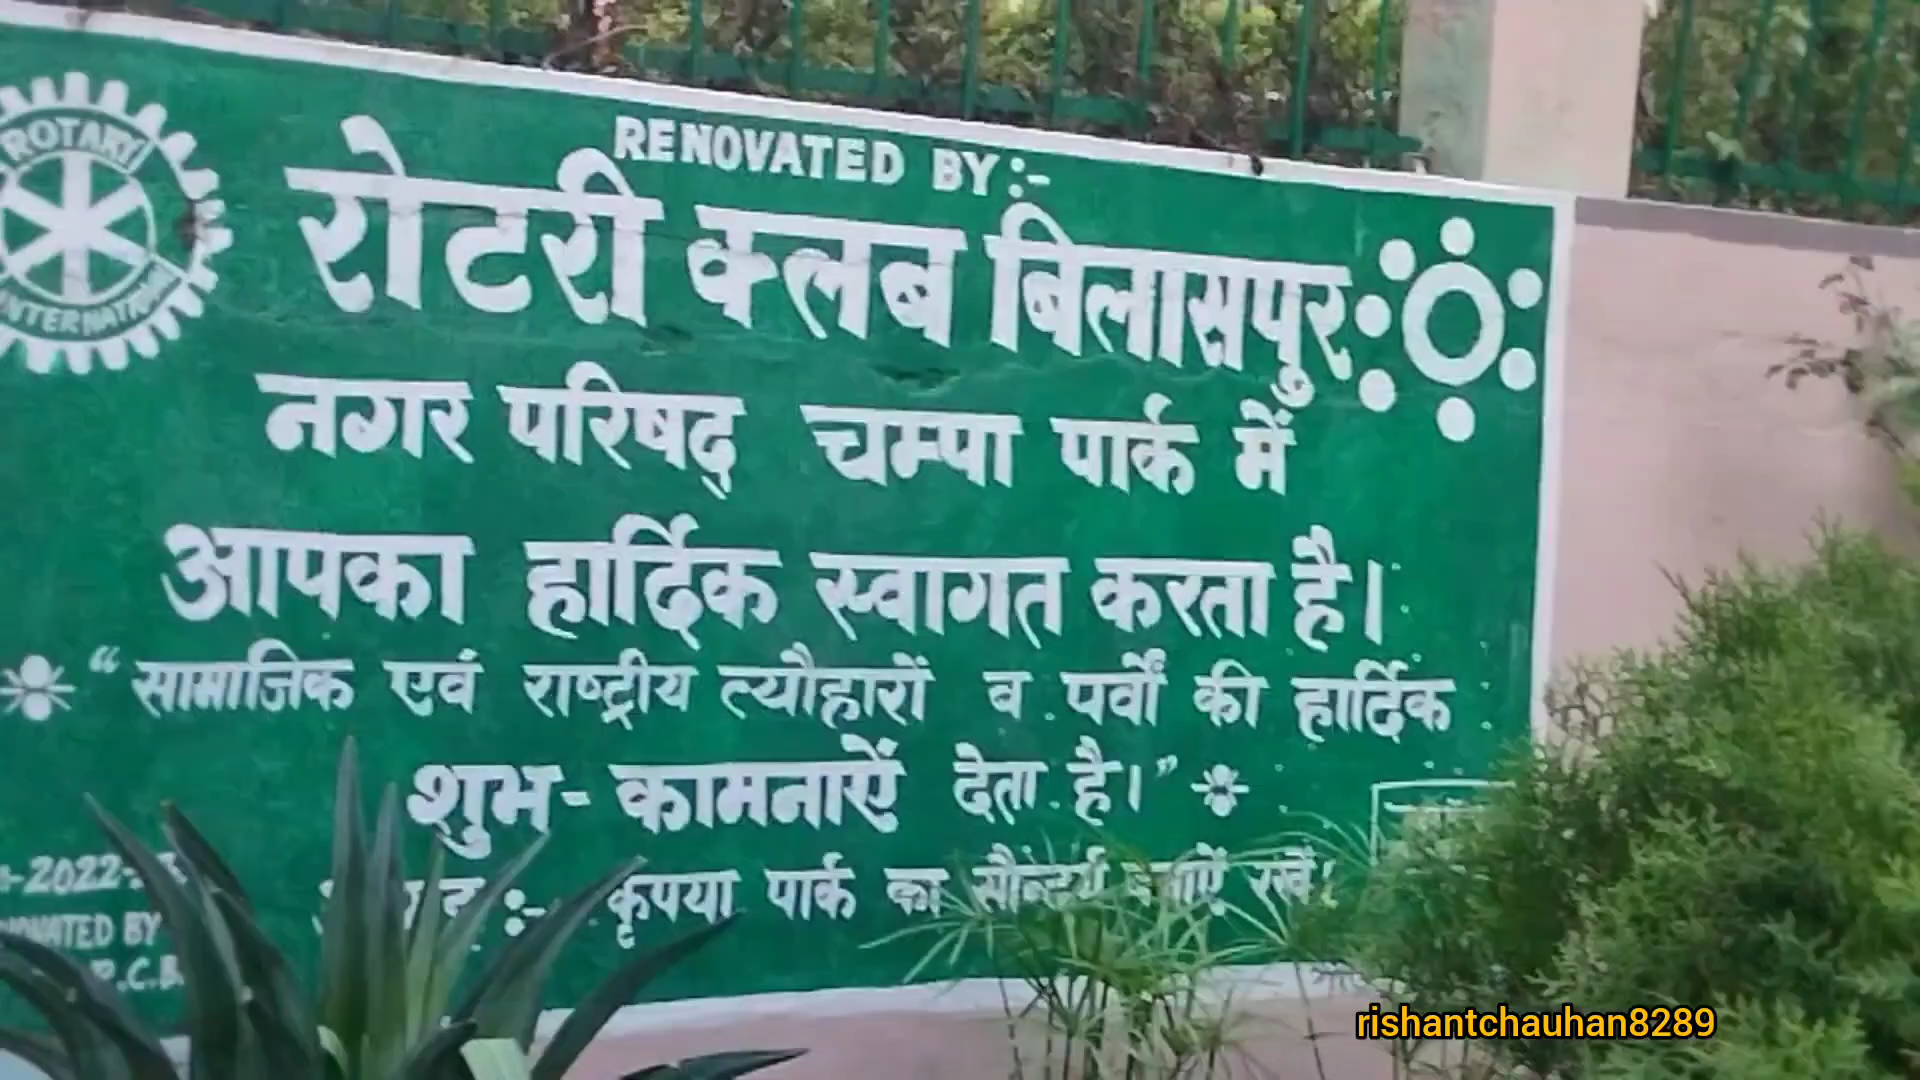 ROTARY
INTERNATIONAL
RENOVATED BY :-
रोटरी क्लब बिलासपुर
नगर परिषद् चम्पा पार्क में
आपका हार्दिक स्वागत करता है।
“सामाजिक एवं राष्ट्रीय त्यौहारों व पर्वों की हार्दिक
शुभ-कामनाऐं देता है।”
:- कृपया पार्क का सौन्दर्य बनाऐं रखें।
-2022-
BY
R.C.B.
rishantchauhan8289